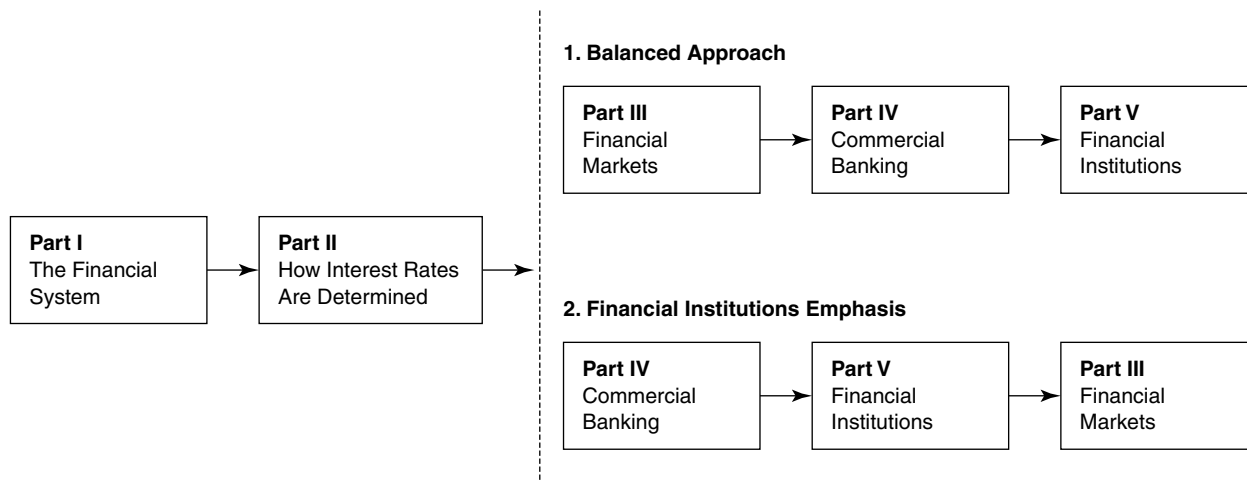 Part I
The Financial
System
Part II
How Interest Rates
Are Determined
1. Balanced Approach
Part III
Financial
Markets
Part IV
Commercial
Banking
Part V
Financial
Institutions
2. Financial Institutions Emphasis
Part IV
Commercial
Banking
Part V
Financial
Institutions
Part III
Financial
Markets